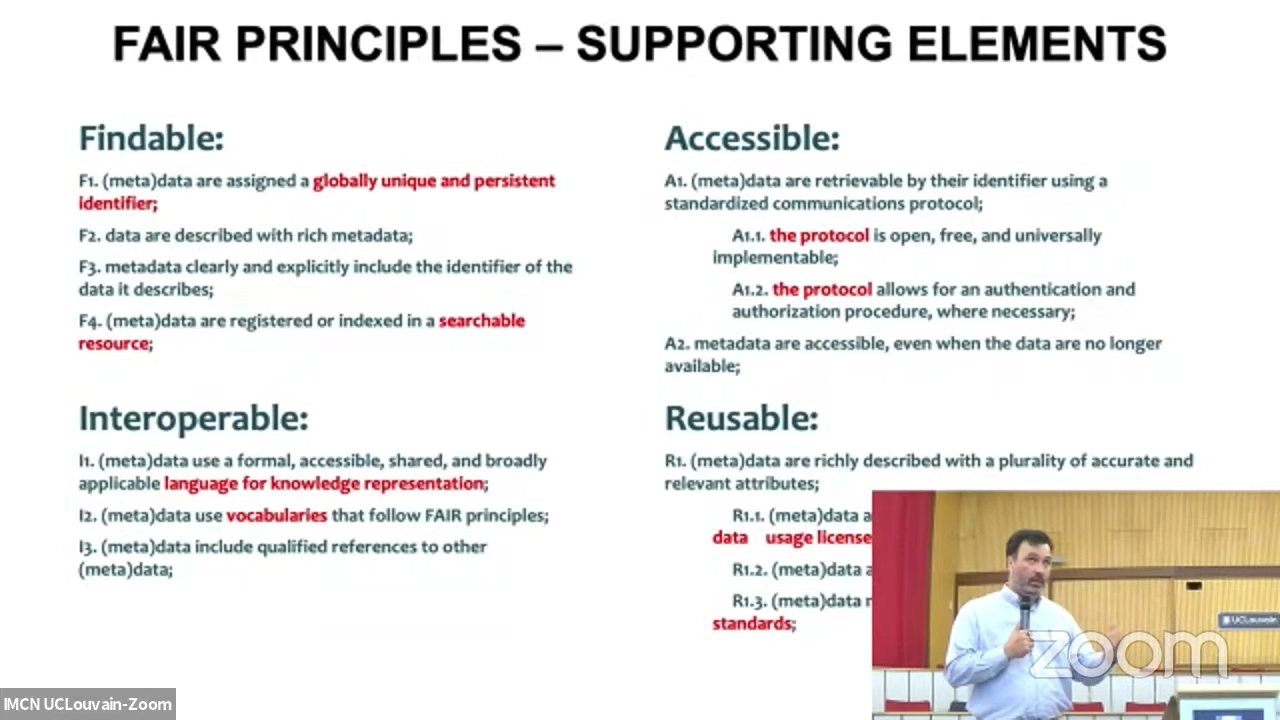 FAIR PRINCIPLES – SUPPORTING ELEMENTS
Findable:
F1. (meta)data are assigned a globally unique and persistent
identifier;
F2. data are described with rich metadata;
F3. metadata clearly and explicitly include the identifier of the
data it describes;
F4. (meta)data are registered or indexed in a searchable
resource;
Accessible:
A1. (meta)data are retrievable by their identifier using a
standardized communications protocol;
A1.1. the protocol is open, free, and universally
implementable;
A1.2. the protocol allows for an authentication and
authorization procedure, where necessary;
A2. metadata are accessible, even when the data are no longer
available;
Interoperable:
I1. (meta)data use a formal, accessible, shared, and broadly
applicable language for knowledge representation;
I2. (meta)data use vocabularies that follow FAIR principles;
I3. (meta)data include qualified references to other
(meta)data;
Reusable:
R1. (meta)data are richly described with a plurality of accurate and
relevant attributes;
R1.1. (meta)data
data usage license
R1.2. (meta)data
R1.3. (meta)data
standards;
UCLouvain
zoom
IMCN UCLouvain-Zoom